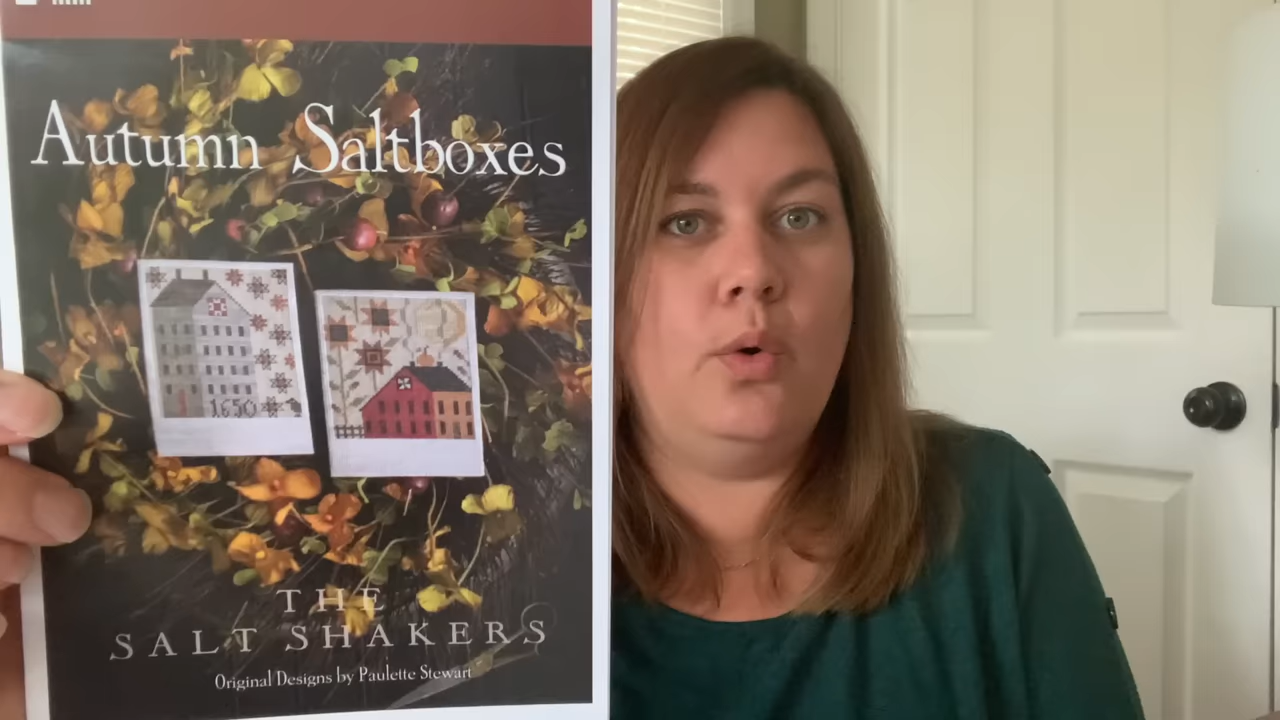 Autumn Saltboxes
1650
THE
SALT SHAKERS
Original Designs by Paulette Stewart